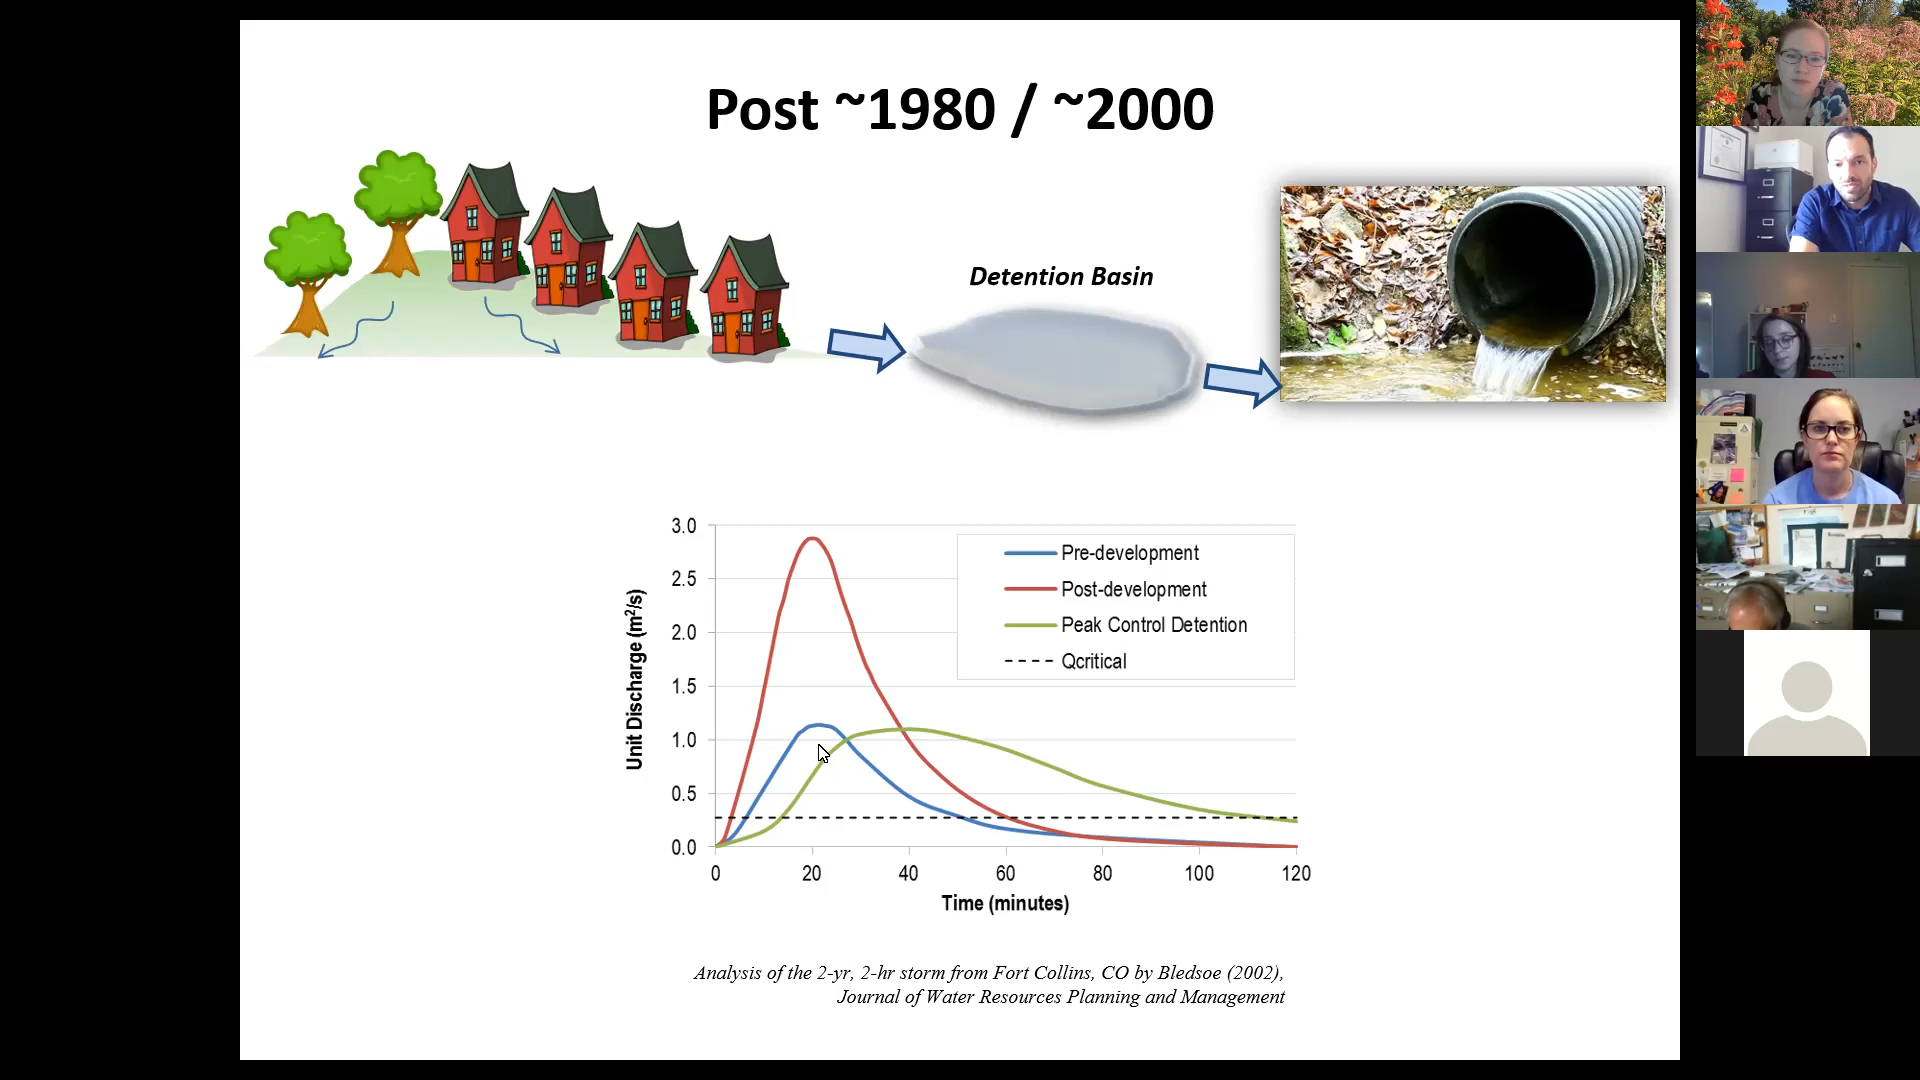 Post ~1980 / ~2000
Detention Basin
3.0
2.5
2.0
1.5
1.0
0.5
0.0
Unit Discharge (m²/s)
Pre-development
Post-development
Peak Control Detention
Qcritical
0 20 40 60 80 100 120
Time (minutes)
Analysis of the 2-yr, 2-hr storm from Fort Collins, CO by Bledsoe (2002),
Journal of Water Resources Planning and Management